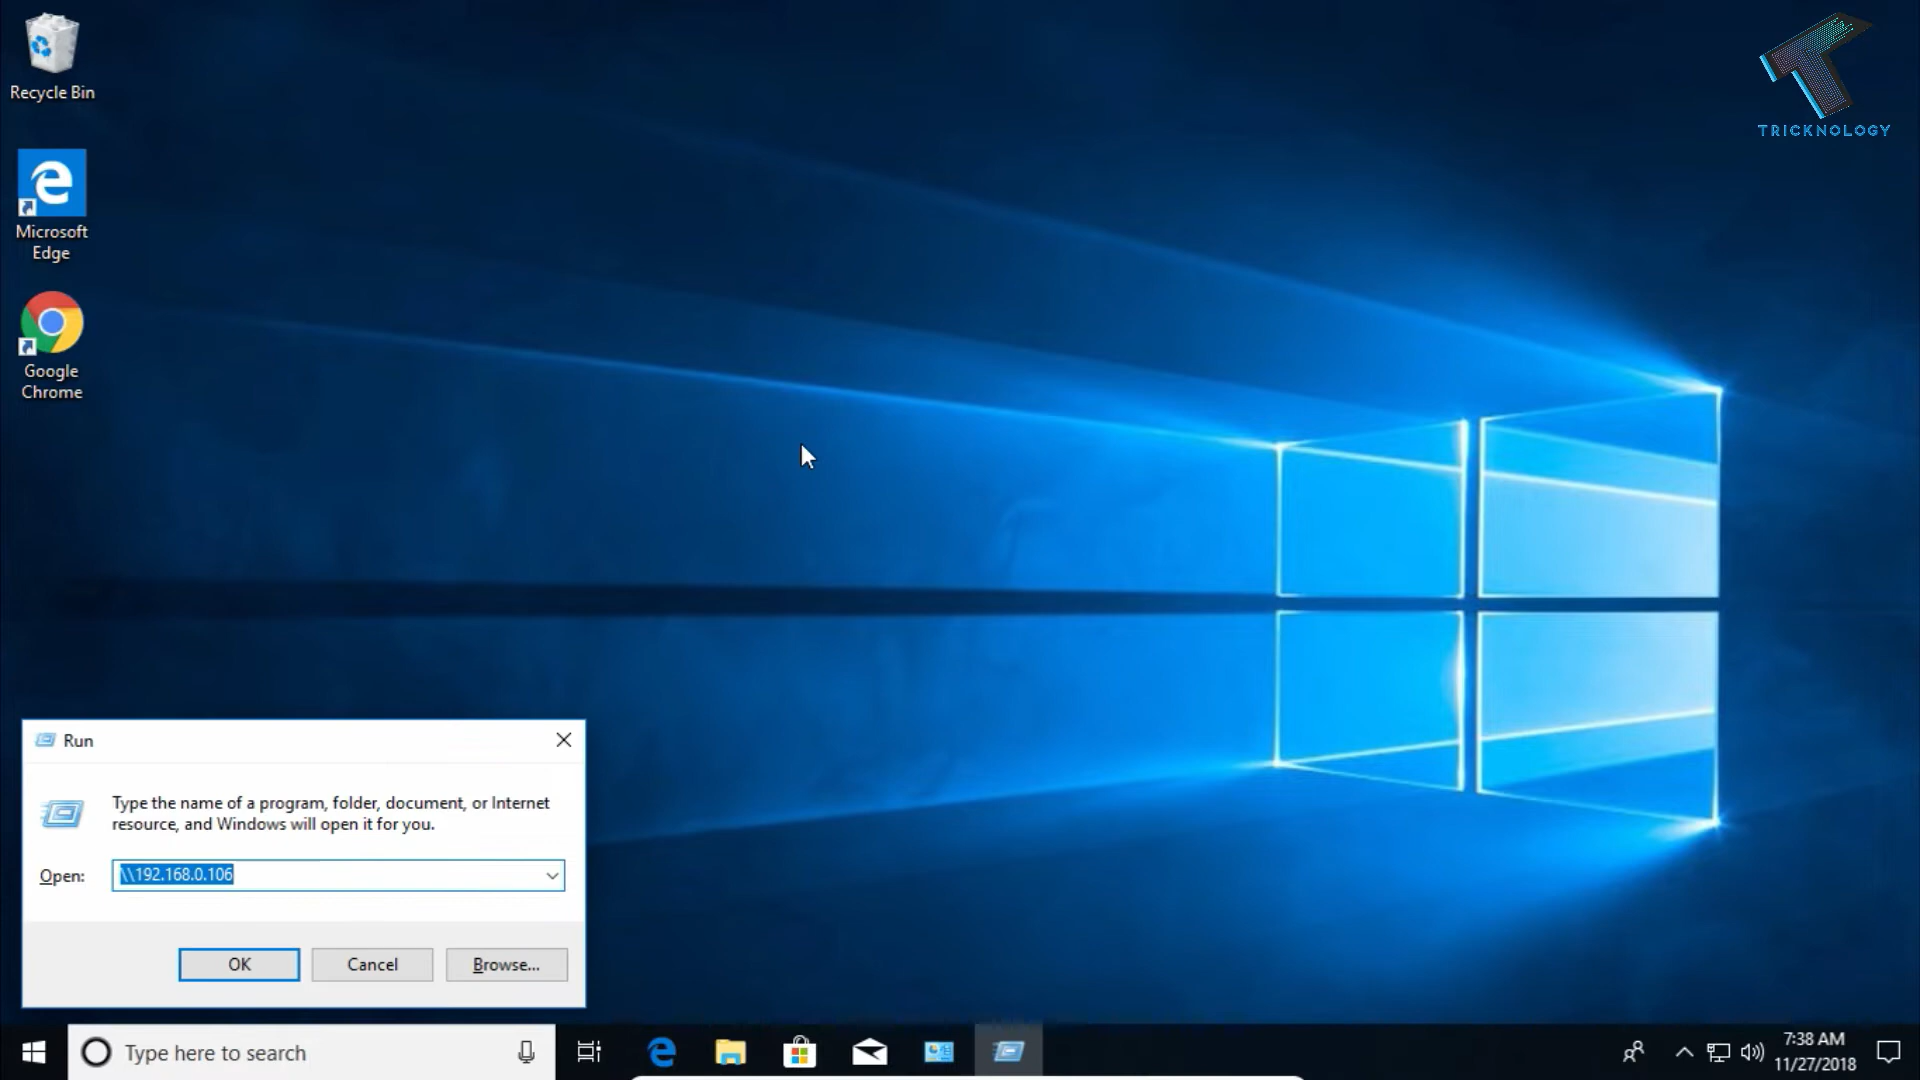 Recycle Bin
Microsoft
Edge
Google
Chrome
TRICKNOLOGY
Run
Type the name of a program, folder, document, or Internet
resource, and Windows will open it for you.
Open:
\\192.168.0.106
OK
Cancel
Browse...
Type here to search
7:38 AM
11/27/2018